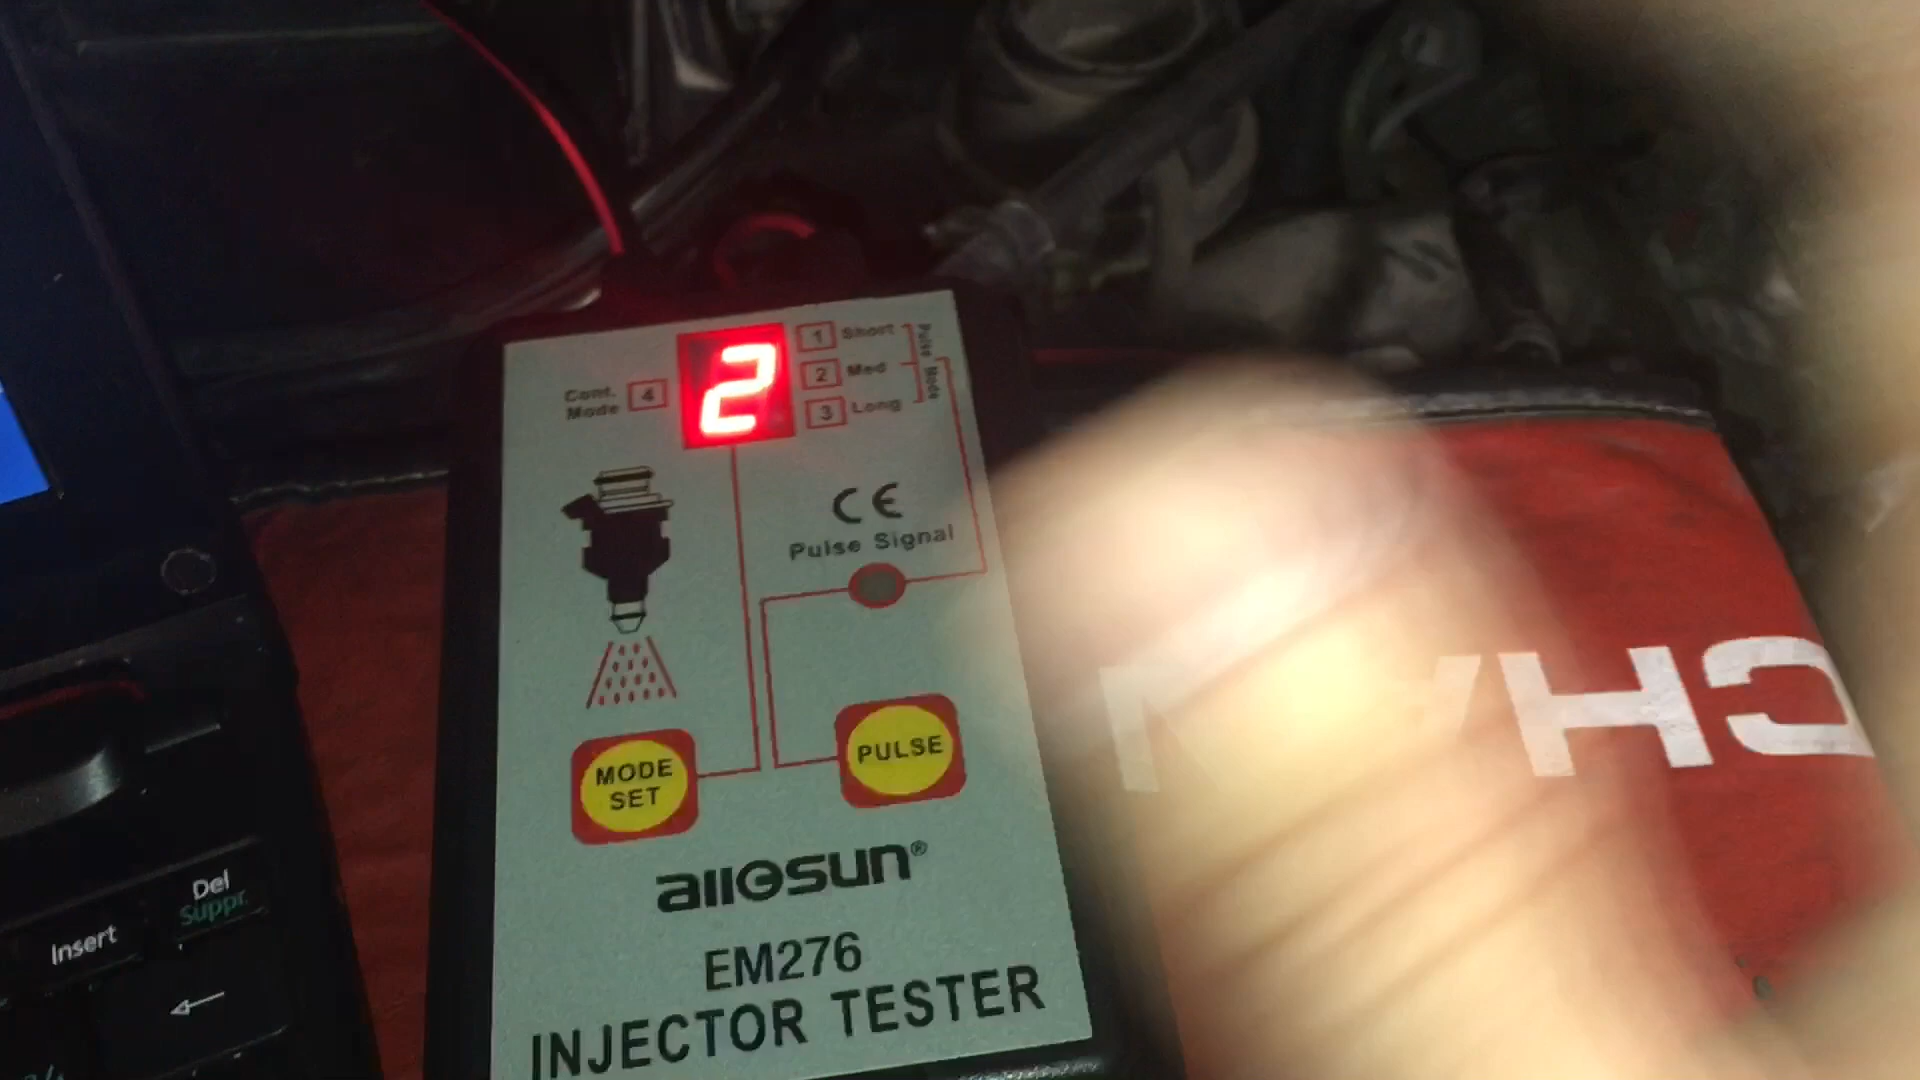 2
1 Short
2 Med
3 Long
Pulse Mode
Cont.
Mode 4
CE
Pulse Signal
MODE
SET
PULSE
allosun®
EM276
INJECTOR TESTER
Del
Suppr
Insert
←
CH